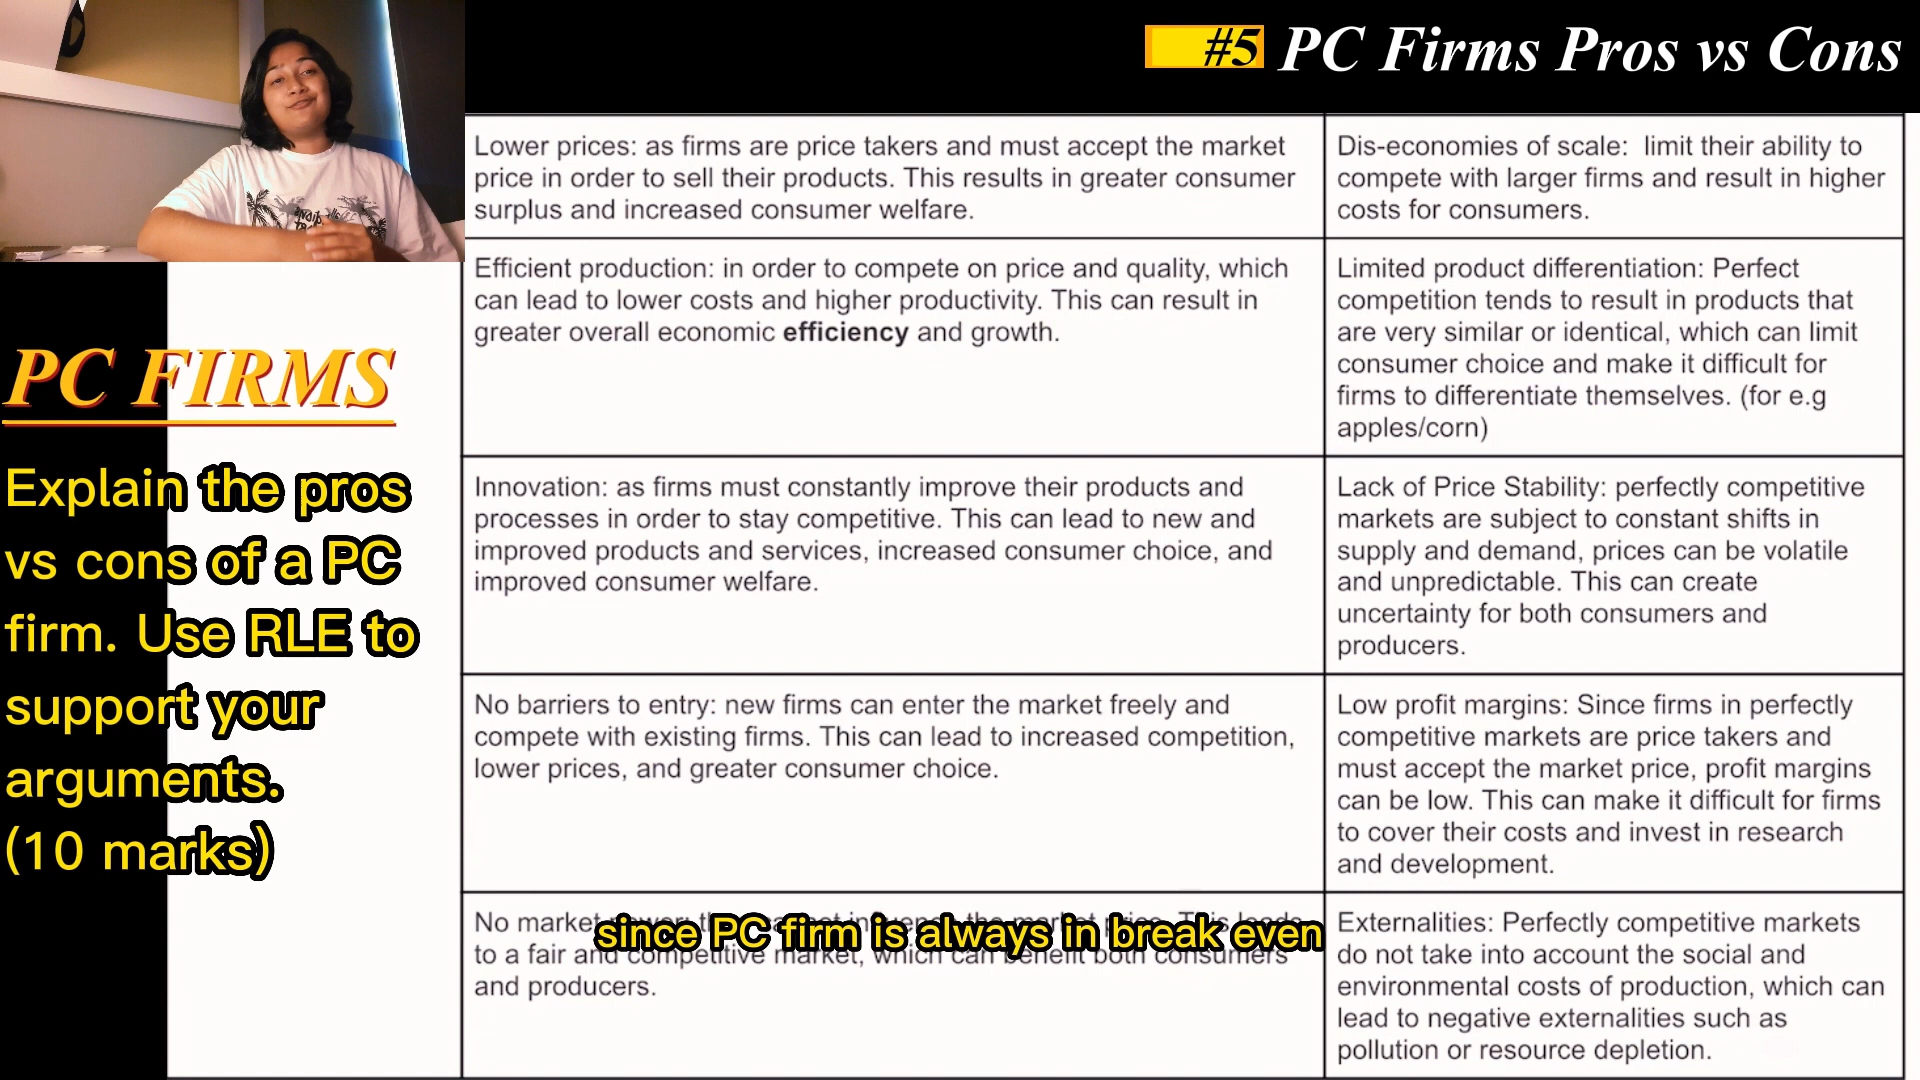 #5 PC Firms Pros vs Cons
PC FIRMS
Explain the pros
vs cons of a PC
firm. Use RLE to
support your
arguments.
(10 marks)
Lower prices: as firms are price takers and must accept the market
price in order to sell their products. This results in greater consumer
surplus and increased consumer welfare.
Dis-economies of scale: limit their ability to
compete with larger firms and result in higher
costs for consumers.
Efficient production: in order to compete on price and quality, which
can lead to lower costs and higher productivity. This can result in
greater overall economic efficiency and growth.
Limited product differentiation: Perfect
competition tends to result in products that
are very similar or identical, which can limit
consumer choice and make it difficult for
firms to differentiate themselves. (for e.g
apples/corn)
Innovation: as firms must constantly improve their products and
processes in order to stay competitive. This can lead to new and
improved products and services, increased consumer choice, and
improved consumer welfare.
Lack of Price Stability: perfectly competitive
markets are subject to constant shifts in
supply and demand, prices can be volatile
and unpredictable. This can create
uncertainty for both consumers and
producers.
No barriers to entry: new firms can enter the market freely and
compete with existing firms. This can lead to increased competition,
lower prices, and greater consumer choice.
Low profit margins: Since firms in perfectly
competitive markets are price takers and
must accept the market price, profit margins
can be low. This can make it difficult for firms
to cover their costs and invest in research
and development.
No market
to a fair and competitive market, which can benefit both consumers
and producers.
since PC firm is always in break even
Externalities: Perfectly competitive markets
do not take into account the social and
environmental costs of production, which can
lead to negative externalities such as
pollution or resource depletion.